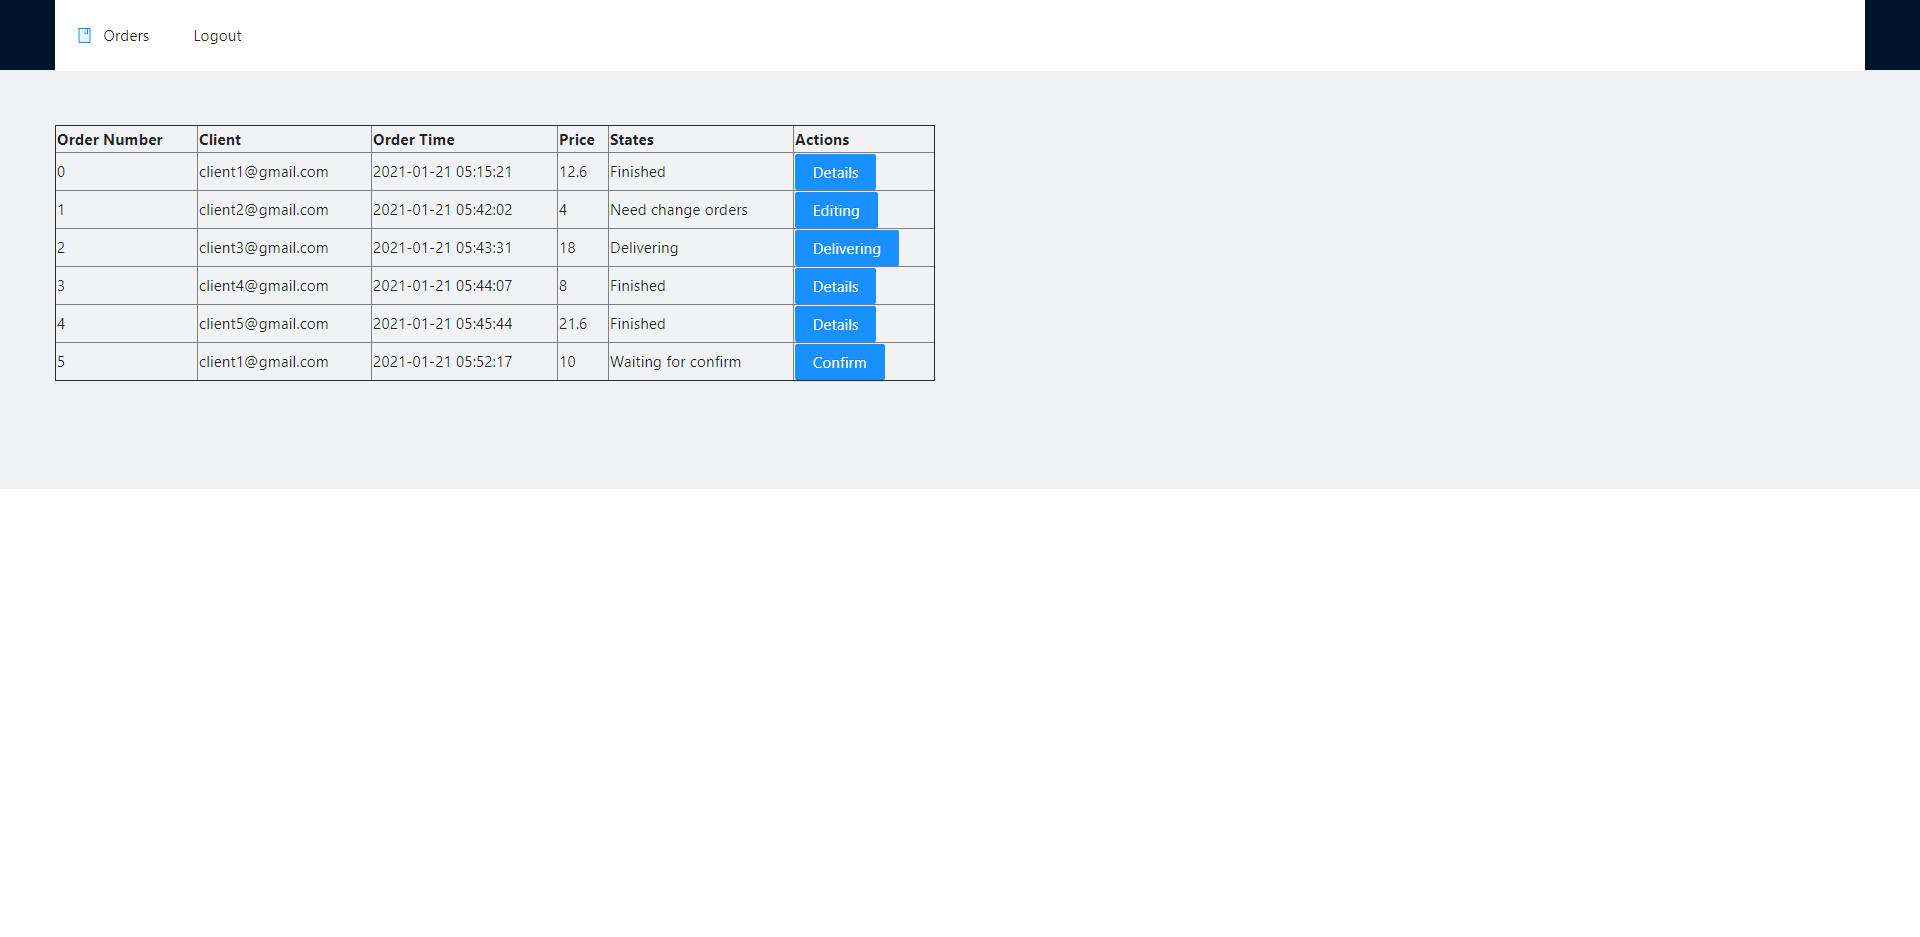 Orders Logout
Order Number Client Order Time Price States Actions
0 client1@gmail.com 2021-01-21 05:15:21 12.6 Finished Details
1 client2@gmail.com 2021-01-21 05:42:02 4 Need change orders Editing
2 client3@gmail.com 2021-01-21 05:43:31 18 Delivering Delivering
3 client4@gmail.com 2021-01-21 05:44:07 8 Finished Details
4 client5@gmail.com 2021-01-21 05:45:44 21.6 Finished Details
5 client1@gmail.com 2021-01-21 05:52:17 10 Waiting for confirm Confirm